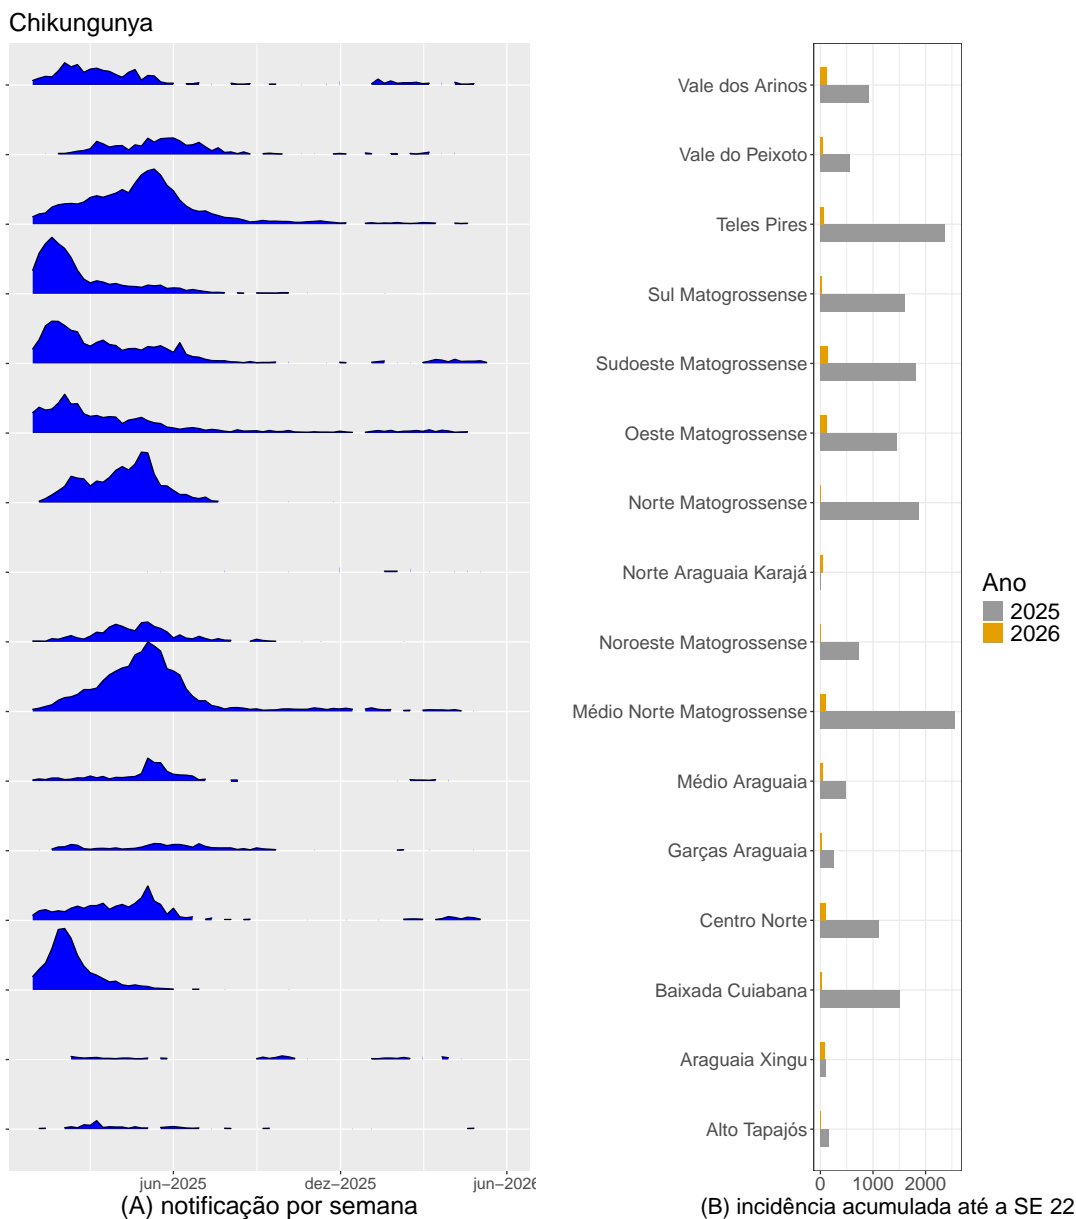 Chikungunya
Vale dos Arinos
Vale do Peixoto
Teles Pires
Sul Matogrossense
Sudoeste Matogrossense
Oeste Matogrossense
Norte Matogrossense
Norte Araguaia Karajá
Noroeste Matogrossense
Médio Norte Matogrossense
Médio Araguaia
Garças Araguaia
Centro Norte
Baixada Cuiabana
Araguaia Xingu
Alto Tapajós
Ano
2025
2026
jun–2025 dez–2025 jun–2026
0 1000 2000
(A) notificação por semana
(B) incidência acumulada até a SE 22